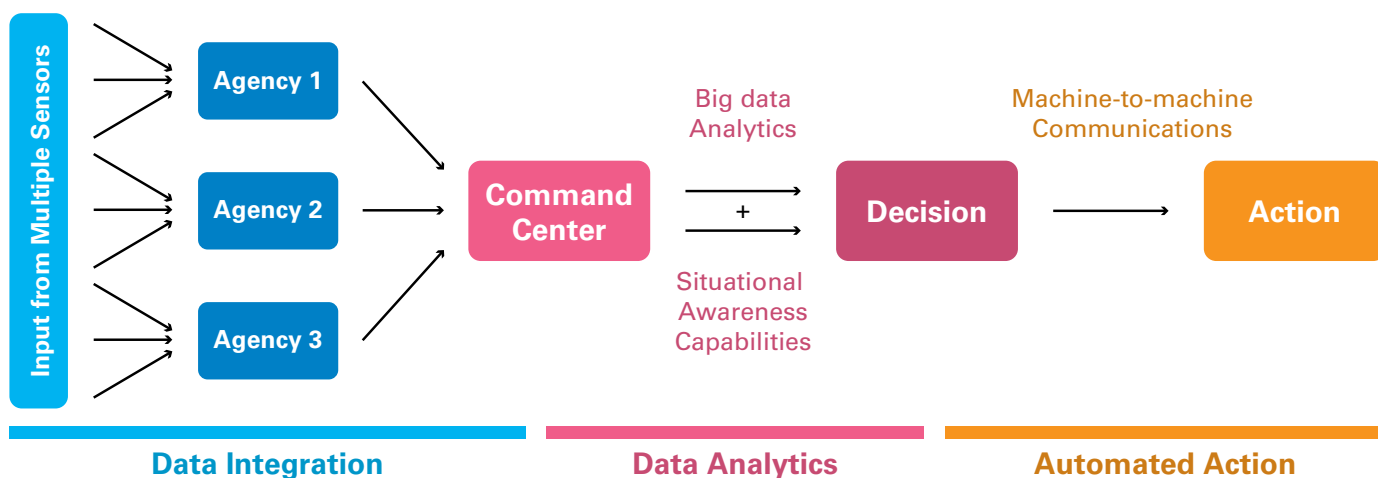 Input from Multiple Sensors
Agency 1
Agency 2
Agency 3
Command
Center
Big data
Analytics
+
Situational
Awareness
Capabilities
Decision
Machine-to-machine
Communications
Action
Data Integration
Data Analytics
Automated Action